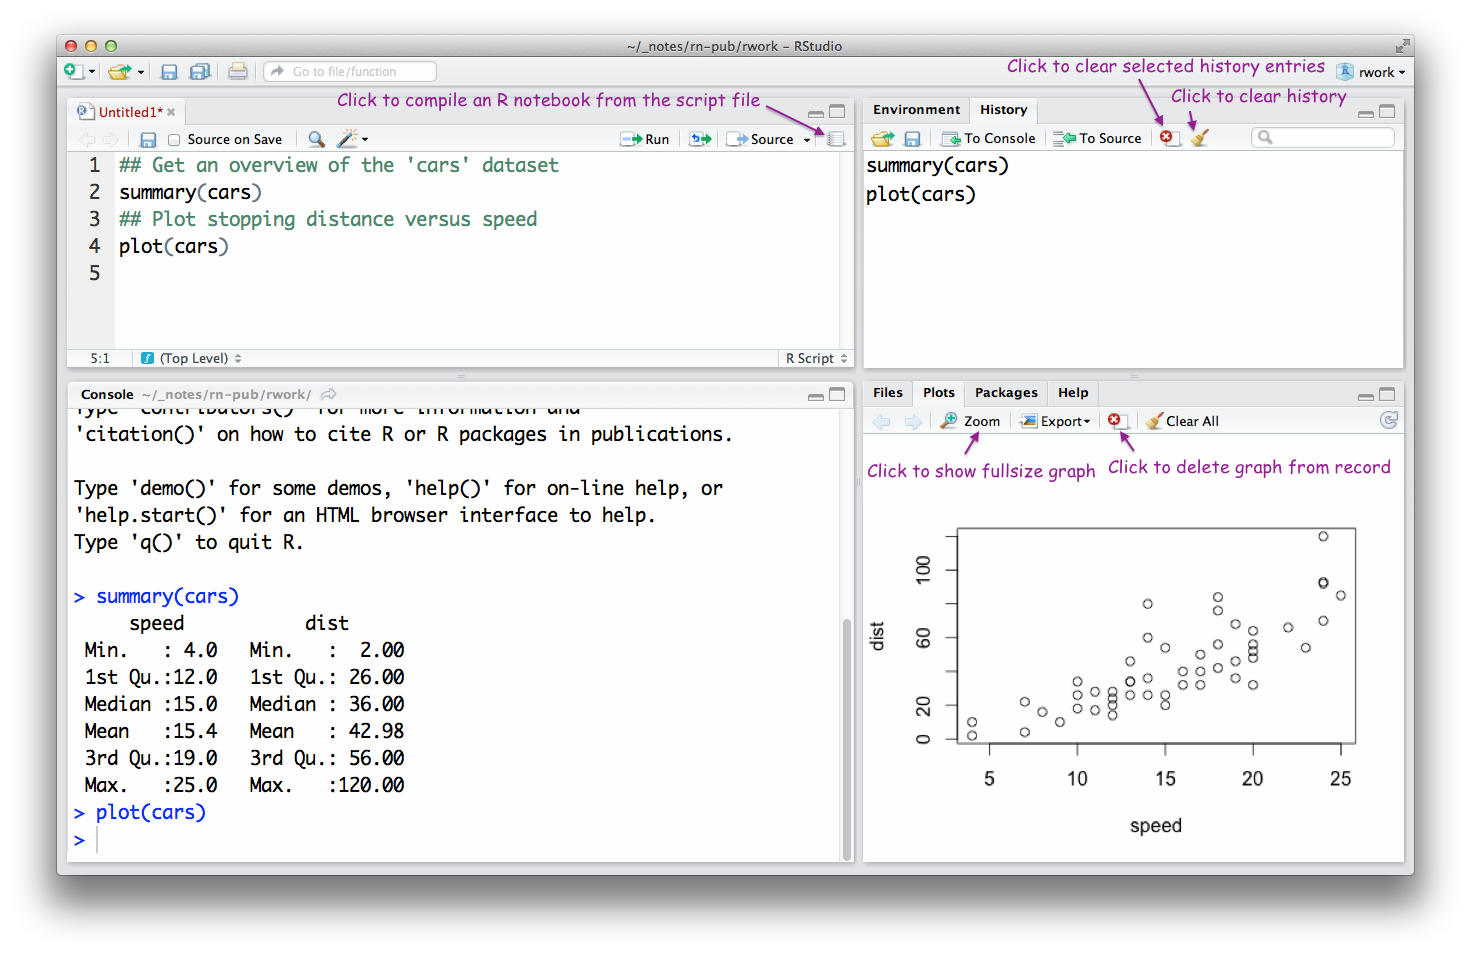 ~/_notes/rn-pub/rwork – RStudio
Go to file/function
rwork
Click to clear selected history entries
Click to clear history
Click to compile an R notebook from the script file
Untitled1*
Source on Save
Run
Source
1 ## Get an overview of the 'cars' dataset
2 summary(cars)
3 ## Plot stopping distance versus speed
4 plot(cars)
5
5:1 (Top Level) R Script
Environment History
To Console To Source
summary(cars)
plot(cars)
Console ~/_notes/rn-pub/rwork/
Type 'contributors()' for more information and
'citation()' on how to cite R or R packages in publications.
Type 'demo()' for some demos, 'help()' for on-line help, or
'help.start()' for an HTML browser interface to help.
Type 'q()' to quit R.
> summary(cars)
speed dist
Min. : 4.0 Min. : 2.00
1st Qu.:12.0 1st Qu.: 26.00
Median :15.0 Median : 36.00
Mean :15.4 Mean : 42.98
3rd Qu.:19.0 3rd Qu.: 56.00
Max. :25.0 Max. :120.00
> plot(cars)
>
Files Plots Packages Help
Zoom Export Clear All
Click to show fullsize graph
Click to delete graph from record
dist
100
60
20
0
5 10 15 20 25
speed